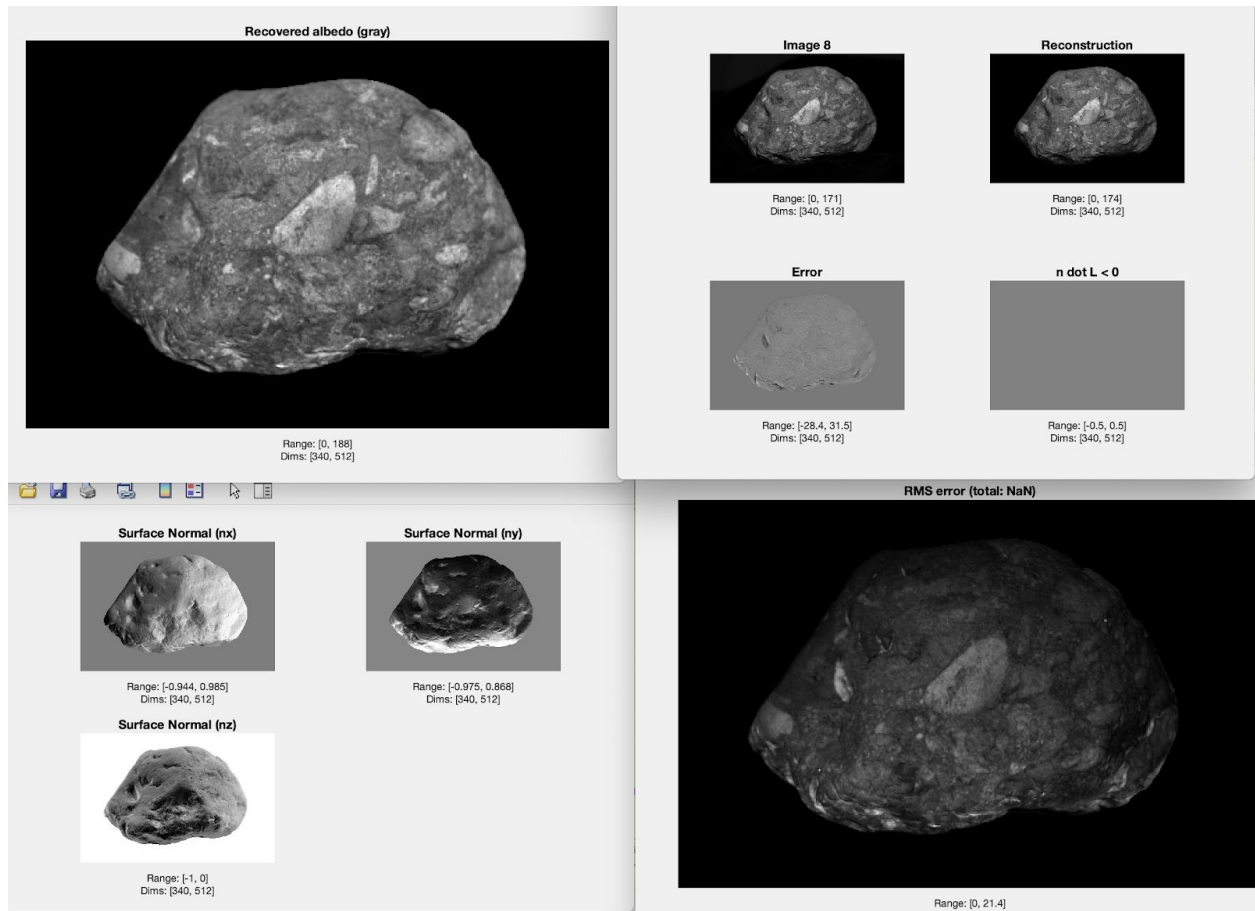 Recovered albedo (gray)
Range: [0, 188]
Dims: [340, 512]
Image 8
Range: [0, 171]
Dims: [340, 512]
Reconstruction
Range: [0, 174]
Dims: [340, 512]
Error
Range: [-28.4, 31.5]
Dims: [340, 512]
n dot L < 0
Range: [-0.5, 0.5]
Dims: [340, 512]
Surface Normal (nx)
Range: [-0.944, 0.985]
Dims: [340, 512]
Surface Normal (ny)
Range: [-0.975, 0.868]
Dims: [340, 512]
Surface Normal (nz)
Range: [-1, 0]
Dims: [340, 512]
RMS error (total: NaN)
Range: [0, 21.4]